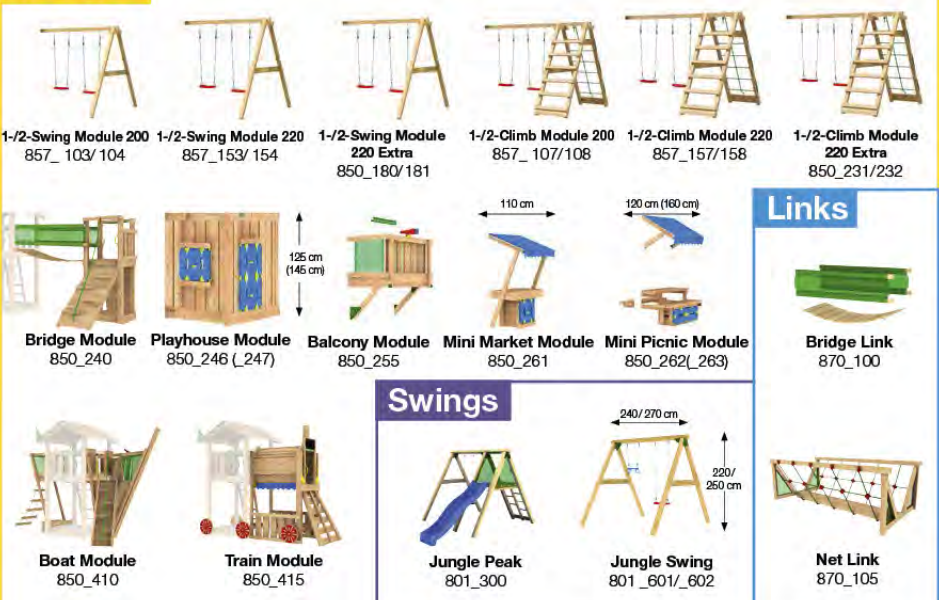 1-/2-Swing Module 200
857_ 103/ 104
1-/2-Swing Module 220
857_153/ 154
1-/2-Swing Module
220 Extra
850_180/181
1-/2-Climb Module 200
857_ 107/108
1-/2-Climb Module 220
857_157/158
1-/2-Climb Module
220 Extra
850_231/232
Bridge Module
850_240
125 cm
(145 cm)
Playhouse Module
850_246 (_247)
Balcony Module
850_255
110 cm
Mini Market Module
850_261
120 cm (160 cm)
Mini Picnic Module
850_262(_263)
Links
Bridge Link
870_100
Boat Module
850_410
Train Module
850_415
Swings
Jungle Peak
801_300
240/ 270 cm
220/
250 cm
Jungle Swing
801 _601/_602
Net Link
870_105